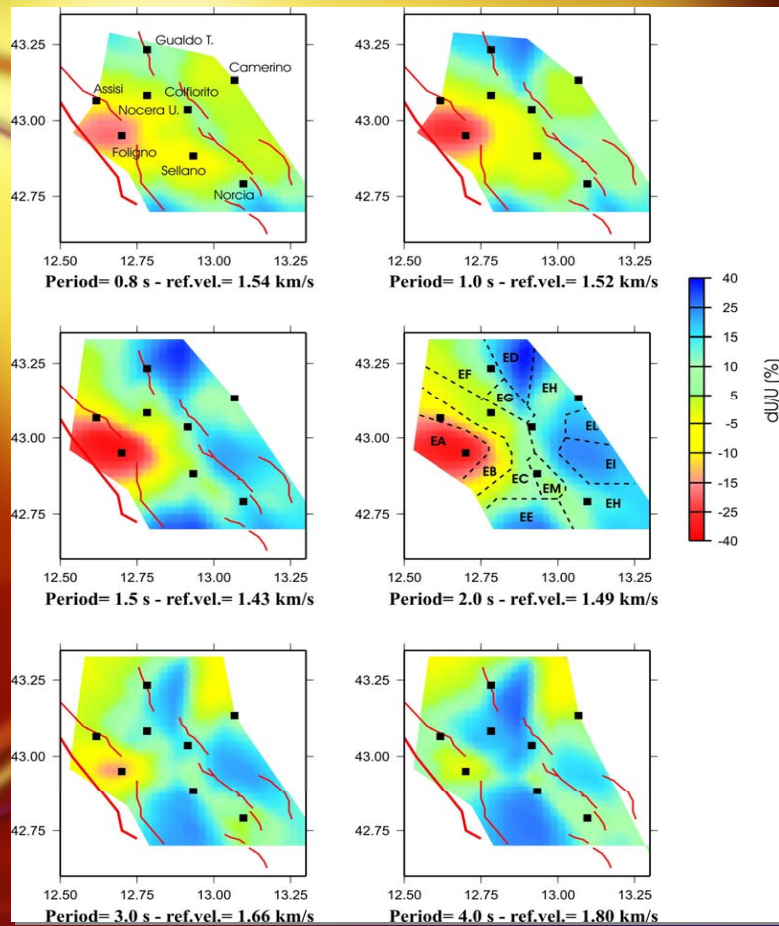 43.25
43.00
42.75
12.50 12.75 13.00 13.25
Gualdo T.
Camerino
Assisi
Colfiorito
Nocera U.
Foligno
Sellano
Norcia
Period= 0.8 s - ref.vel.= 1.54 km/s
43.25
43.00
42.75
12.50 12.75 13.00 13.25
Period= 1.0 s - ref.vel.= 1.52 km/s
43.25
43.00
42.75
12.50 12.75 13.00 13.25
Period= 1.5 s - ref.vel.= 1.43 km/s
43.25
43.00
42.75
12.50 12.75 13.00 13.25
ED
EF
EG
EH
EL
EA
EI
EB
EC
EM
EH
EE
Period= 2.0 s - ref.vel.= 1.49 km/s
40
25
15
10
5
-5
-10
-15
-25
-40
dU/U (%)
43.25
43.00
42.75
12.50 12.75 13.00 13.25
Period= 3.0 s - ref.vel.= 1.66 km/s
43.25
43.00
42.75
12.50 12.75 13.00 13.25
Period= 4.0 s - ref.vel.= 1.80 km/s